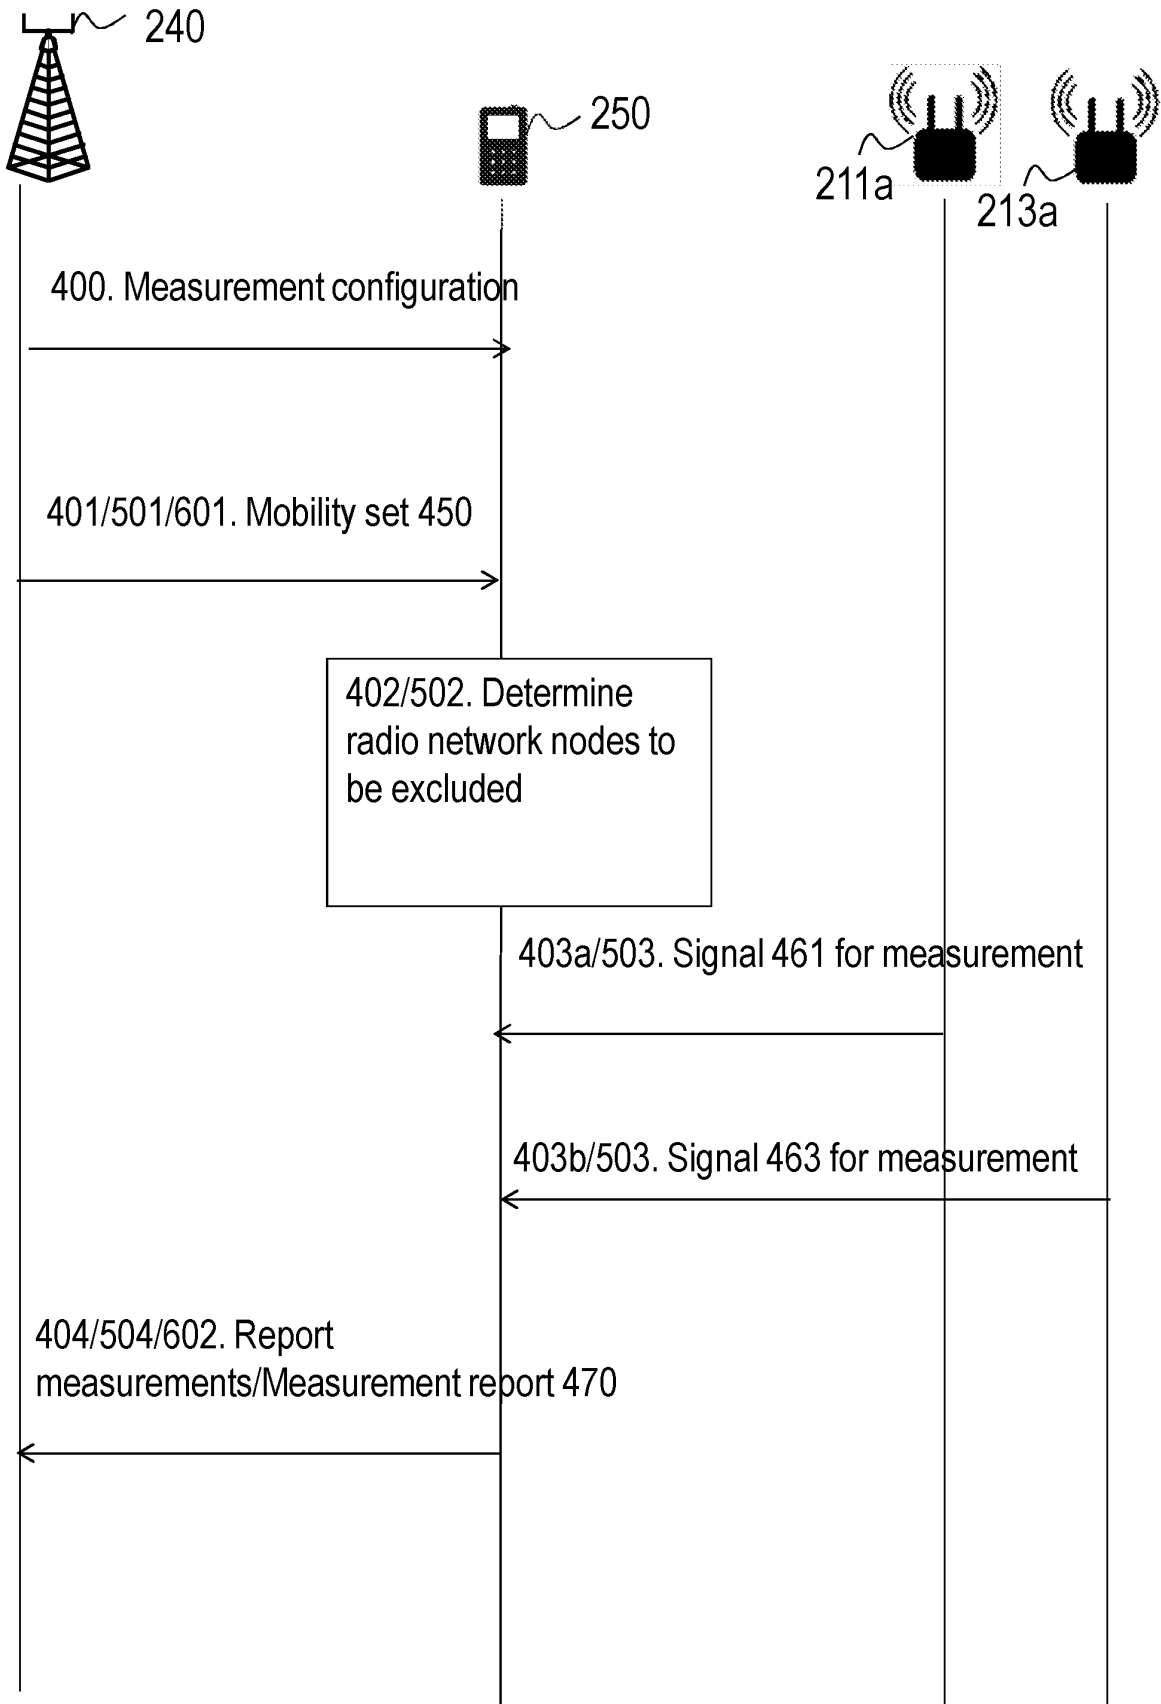 240
250
211a
213a
400. Measurement configuration
401/501/601. Mobility set 450
402/502. Determine
radio network nodes to
be excluded
403a/503. Signal 461 for measurement
403b/503. Signal 463 for measurement
404/504/602. Report
measurements/Measurement report 470